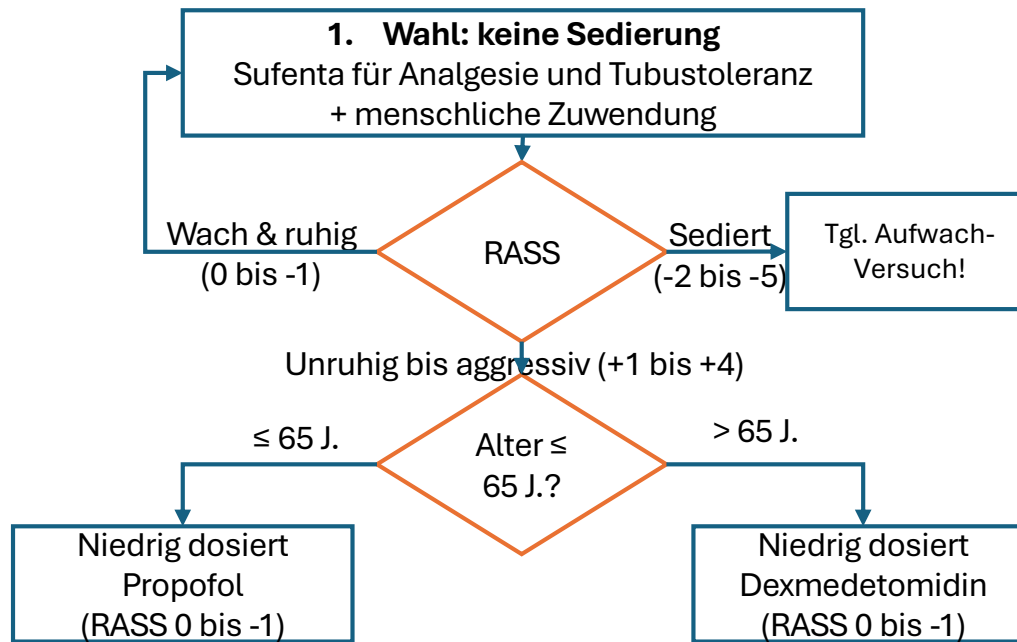 1. Wahl: keine Sedierung
Sufenta für Analgesie und Tubustoleranz
+ menschliche Zuwendung
Wach & ruhig
(0 bis -1)
RASS
Sediert
(-2 bis -5)
Tgl. Aufwach-
Versuch!
Unruhig bis aggressiv (+1 bis +4)
≤ 65 J.
Alter ≤
65 J.?
> 65 J.
Niedrig dosiert
Propofol
(RASS 0 bis -1)
Niedrig dosiert
Dexmedetomidin
(RASS 0 bis -1)